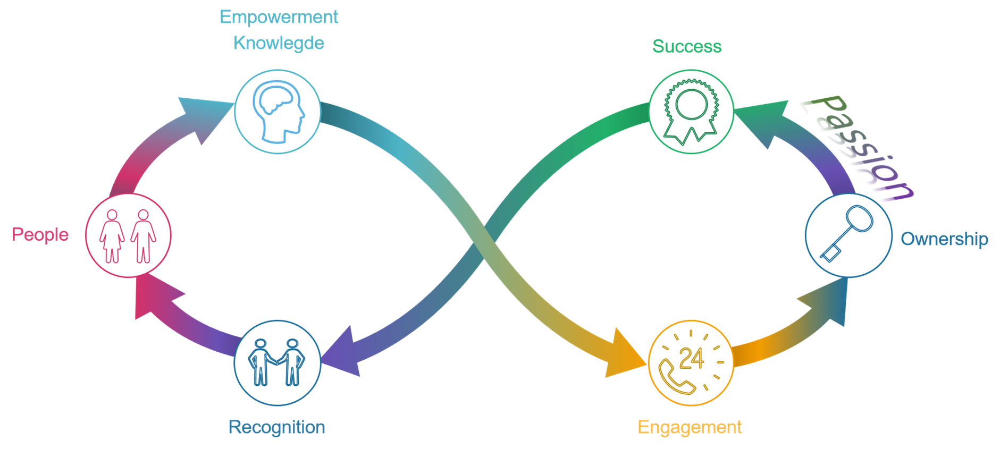 Empowerment
Knowlegde
Success
Passion
People
Ownership
24
Recognition
Engagement